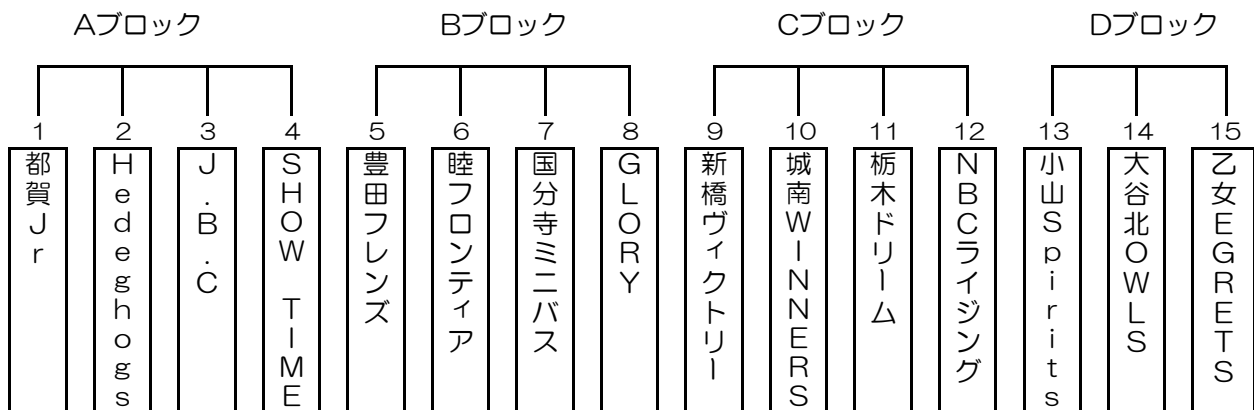 Aブロック
Bブロック
Cブロック
Dブロック
1
2
3
4
5
6
7
8
9
10
11
12
13
14
15
都賀Jr
Hedeghogs
J.B.C
SHOW TIME
豊田フレンズ
睦フロンティア
国分寺ミニバス
GLORY
新橋ヴィクトリー
城南WINNERS
栃木ドリーム
NBCライジング
小山Spirits
大谷北OWLS
乙女EGRETS